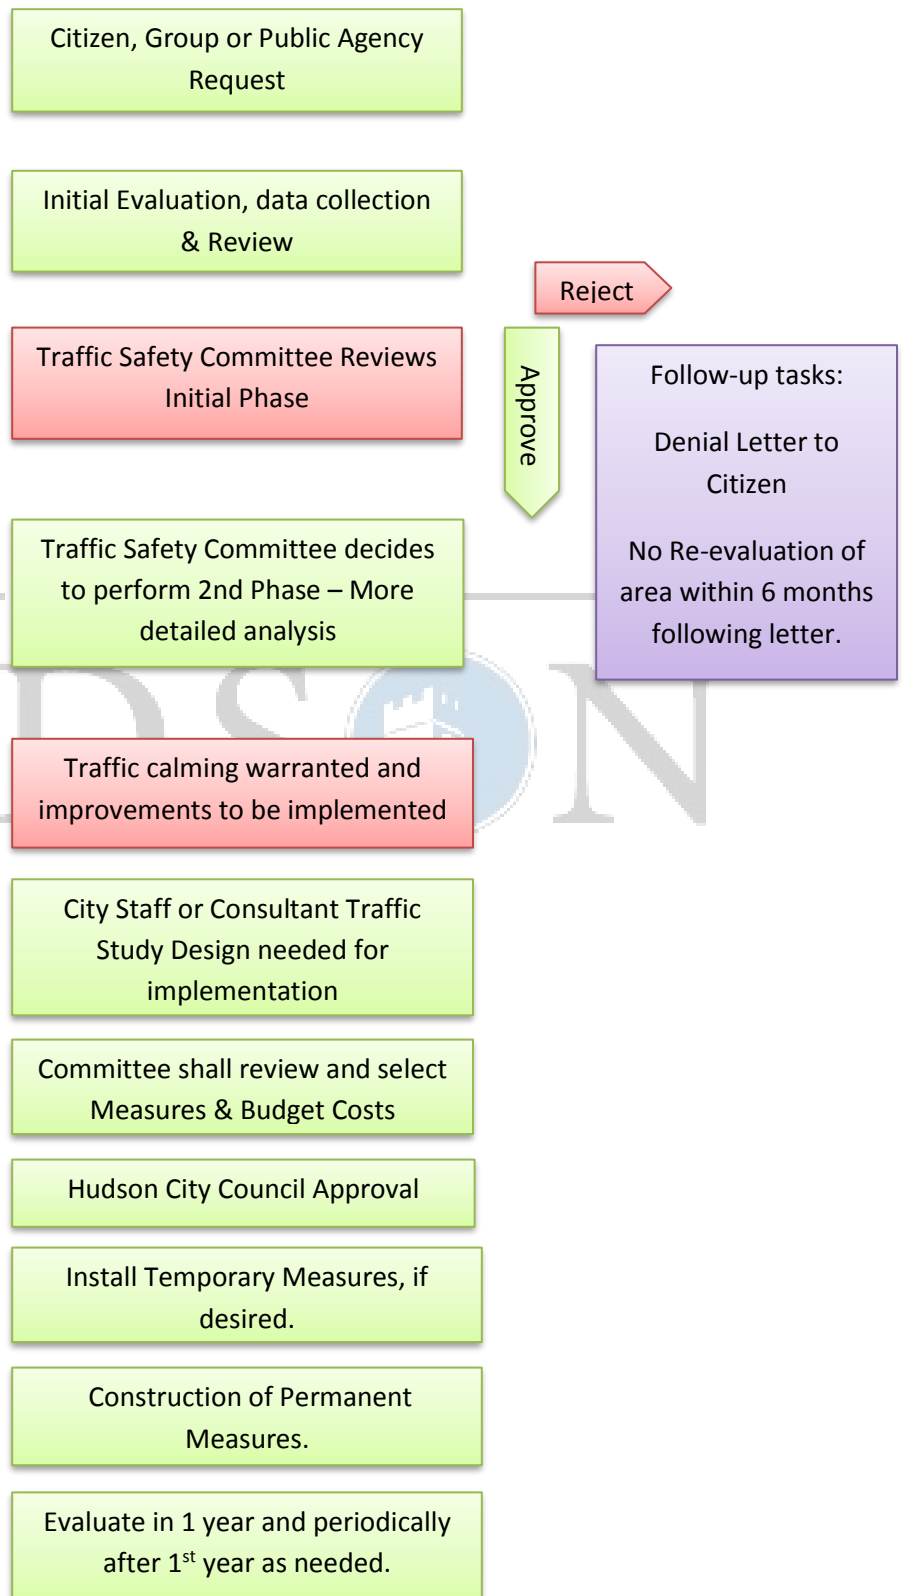 Citizen, Group or Public Agency
Request
Initial Evaluation, data collection
& Review
Reject
Traffic Safety Committee Reviews
Initial Phase
Approve
Follow-up tasks:
Denial Letter to
Citizen
No Re-evaluation of
area within 6 months
following letter.
Traffic Safety Committee decides
to perform 2nd Phase – More
detailed analysis
DSON
Traffic calming warranted and
improvements to be implemented
City Staff or Consultant Traffic
Study Design needed for
implementation
Committee shall review and select
Measures & Budget Costs
Hudson City Council Approval
Install Temporary Measures, if
desired.
Construction of Permanent
Measures.
Evaluate in 1 year and periodically
after 1st year as needed.